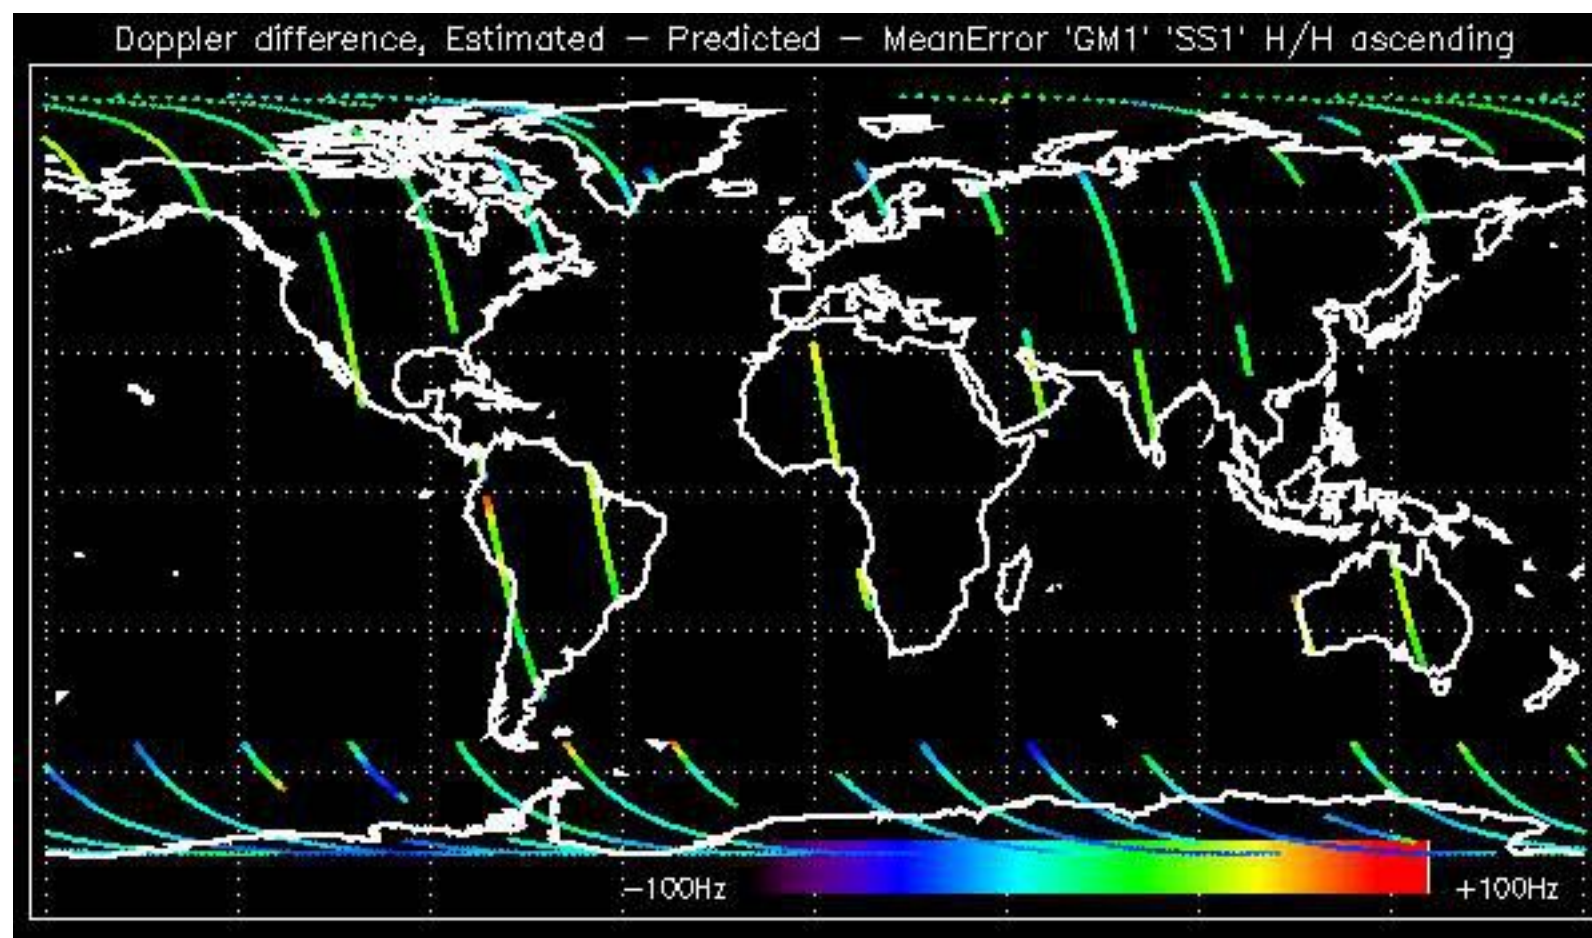 Doppler difference, Estimated – Predicted – MeanError 'GM1' 'SS1' H/H ascending
–100Hz
+100Hz